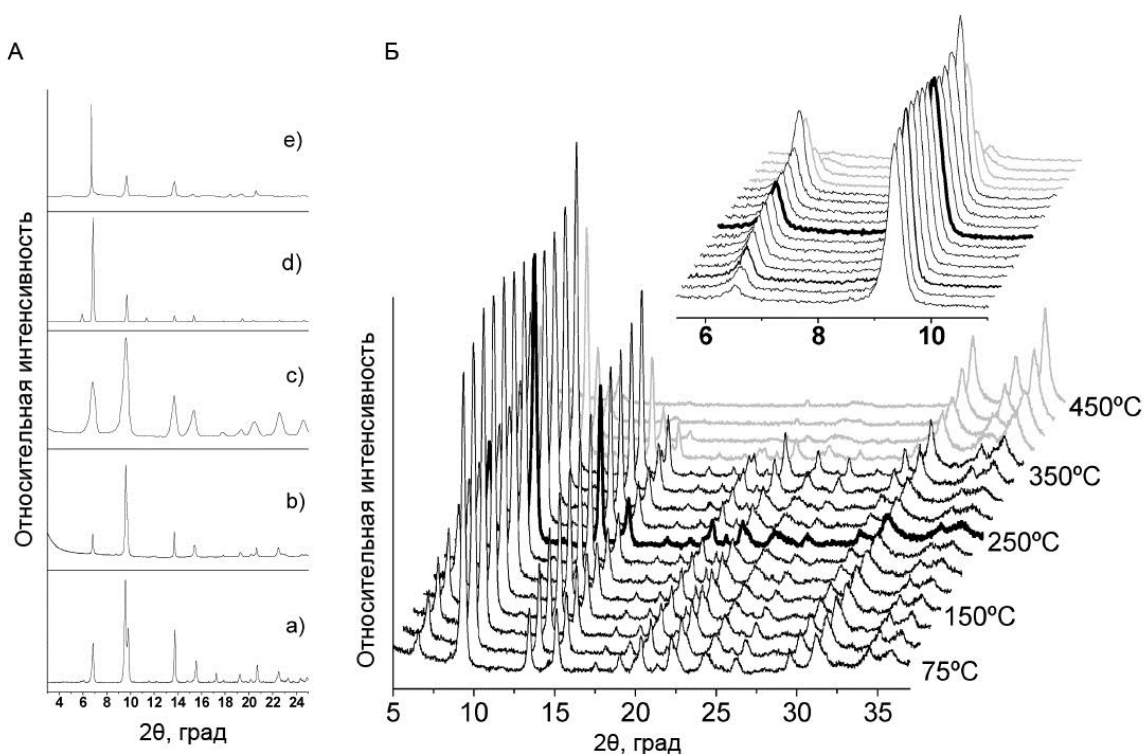 А
Б
Относительная интенсивность
e)
d)
c)
b)
a)
4 6 8 10 12 14 16 18 20 22 24
2θ, град
6 8 10
Относительная интенсивность
450ºC
350ºC
250ºC
150ºC
75ºC
5 10 15 20 25 30 35
2θ, град